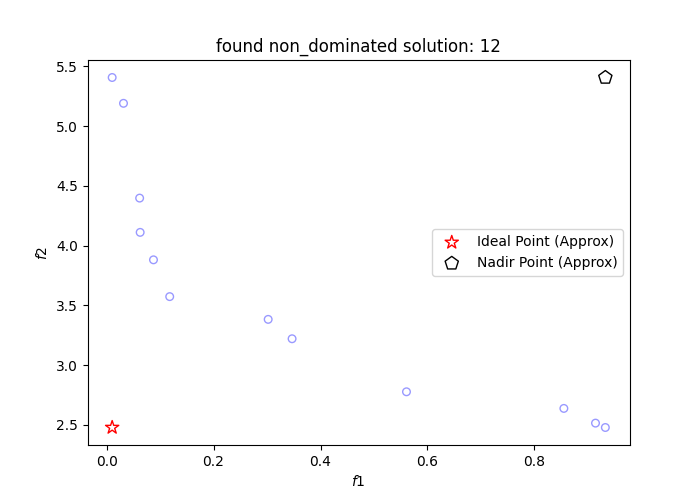 found non_dominated solution: 12
5.5
5.0
4.5
4.0
3.5
3.0
2.5
f2
Ideal Point (Approx)
Nadir Point (Approx)
0.0 0.2 0.4 0.6 0.8
f1